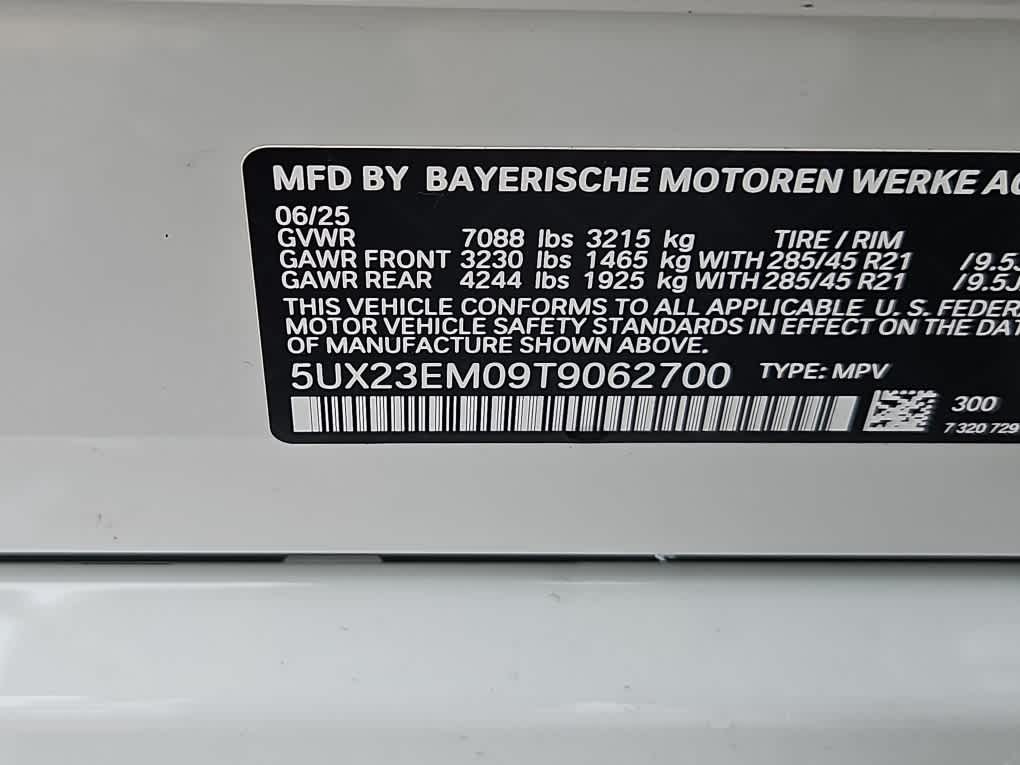 MFD BY BAYERISCHE MOTOREN WERKE AG
06/25
GVWR 7088 lbs 3215 kg TIRE / RIM
GAWR FRONT 3230 lbs 1465 kg WITH 285/45 R21 /9.5J
GAWR REAR 4244 lbs 1925 kg WITH 285/45 R21 /9.5J
THIS VEHICLE CONFORMS TO ALL APPLICABLE U. S. FEDER
MOTOR VEHICLE SAFETY STANDARDS IN EFFECT ON THE DAT
OF MANUFACTURE SHOWN ABOVE.
5UX23EM09T9062700 TYPE: MPV
300
7 320 729